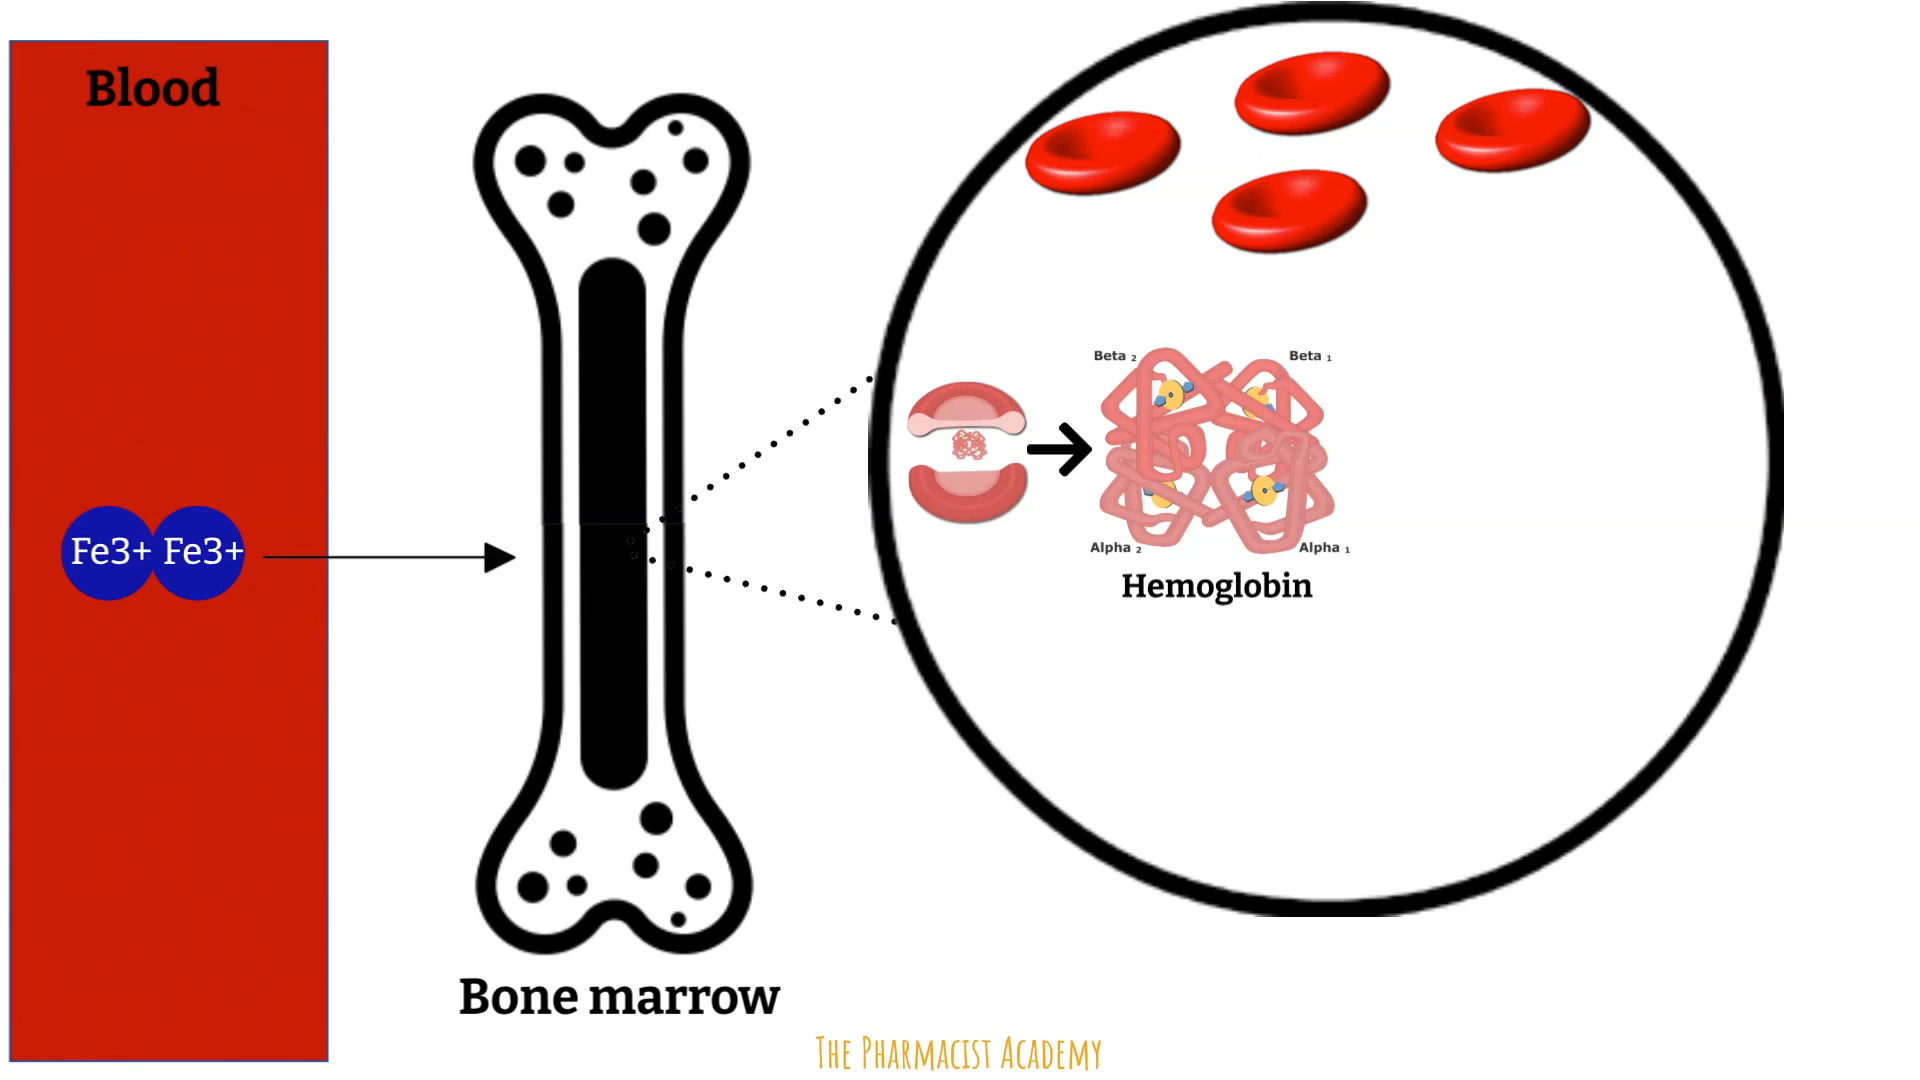 Blood
Fe3+ Fe3+
Bone marrow
Beta 2
Beta 1
Alpha 2
Alpha 1
Hemoglobin
THE PHARMACIST ACADEMY